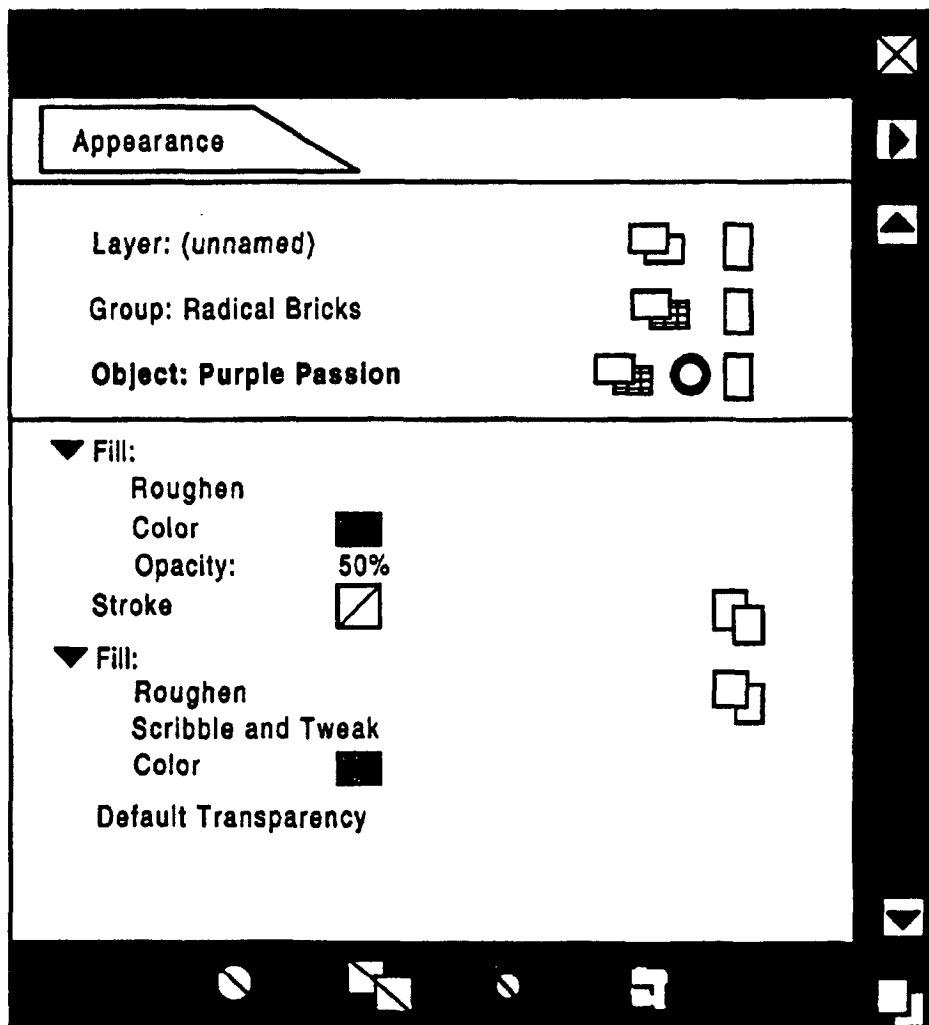 Appearance
Layer: (unnamed)
Group: Radical Bricks
Object: Purple Passion
Fill:
Roughen
Color
Opacity: 50%
Stroke
Fill:
Roughen
Scribble and Tweak
Color
Default Transparency